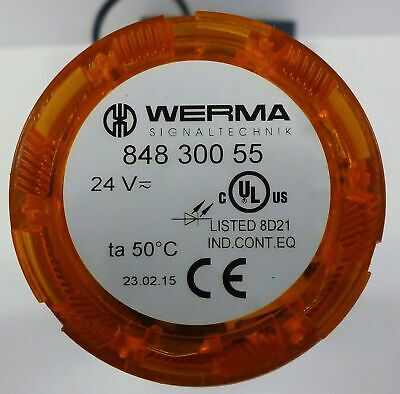 WERMA
SIGNALTECHNIK
848 300 55
24 V≂
C UL US
LISTED 8D21
IND.CONT.EQ
ta 50°C
23.02.15
CE